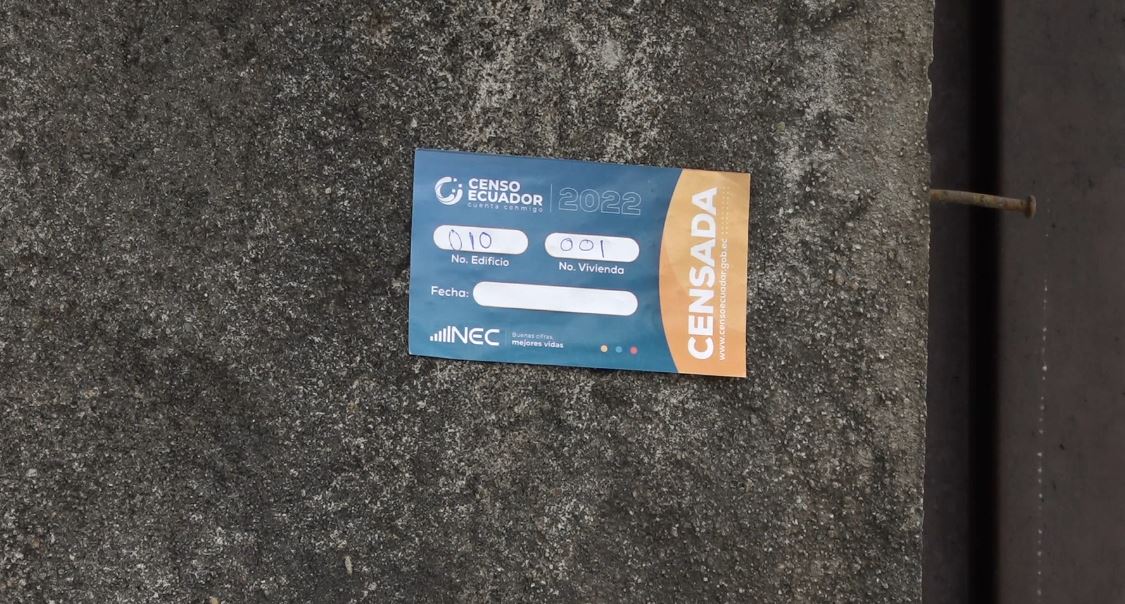 CENSO
ECUADOR
cuenta conmigo
2022
010
No. Edificio
001
No. Vivienda
Fecha:
INEC
Buenas cifras,
mejores vidas
CENSADA
www.censoecuador.gob.ec